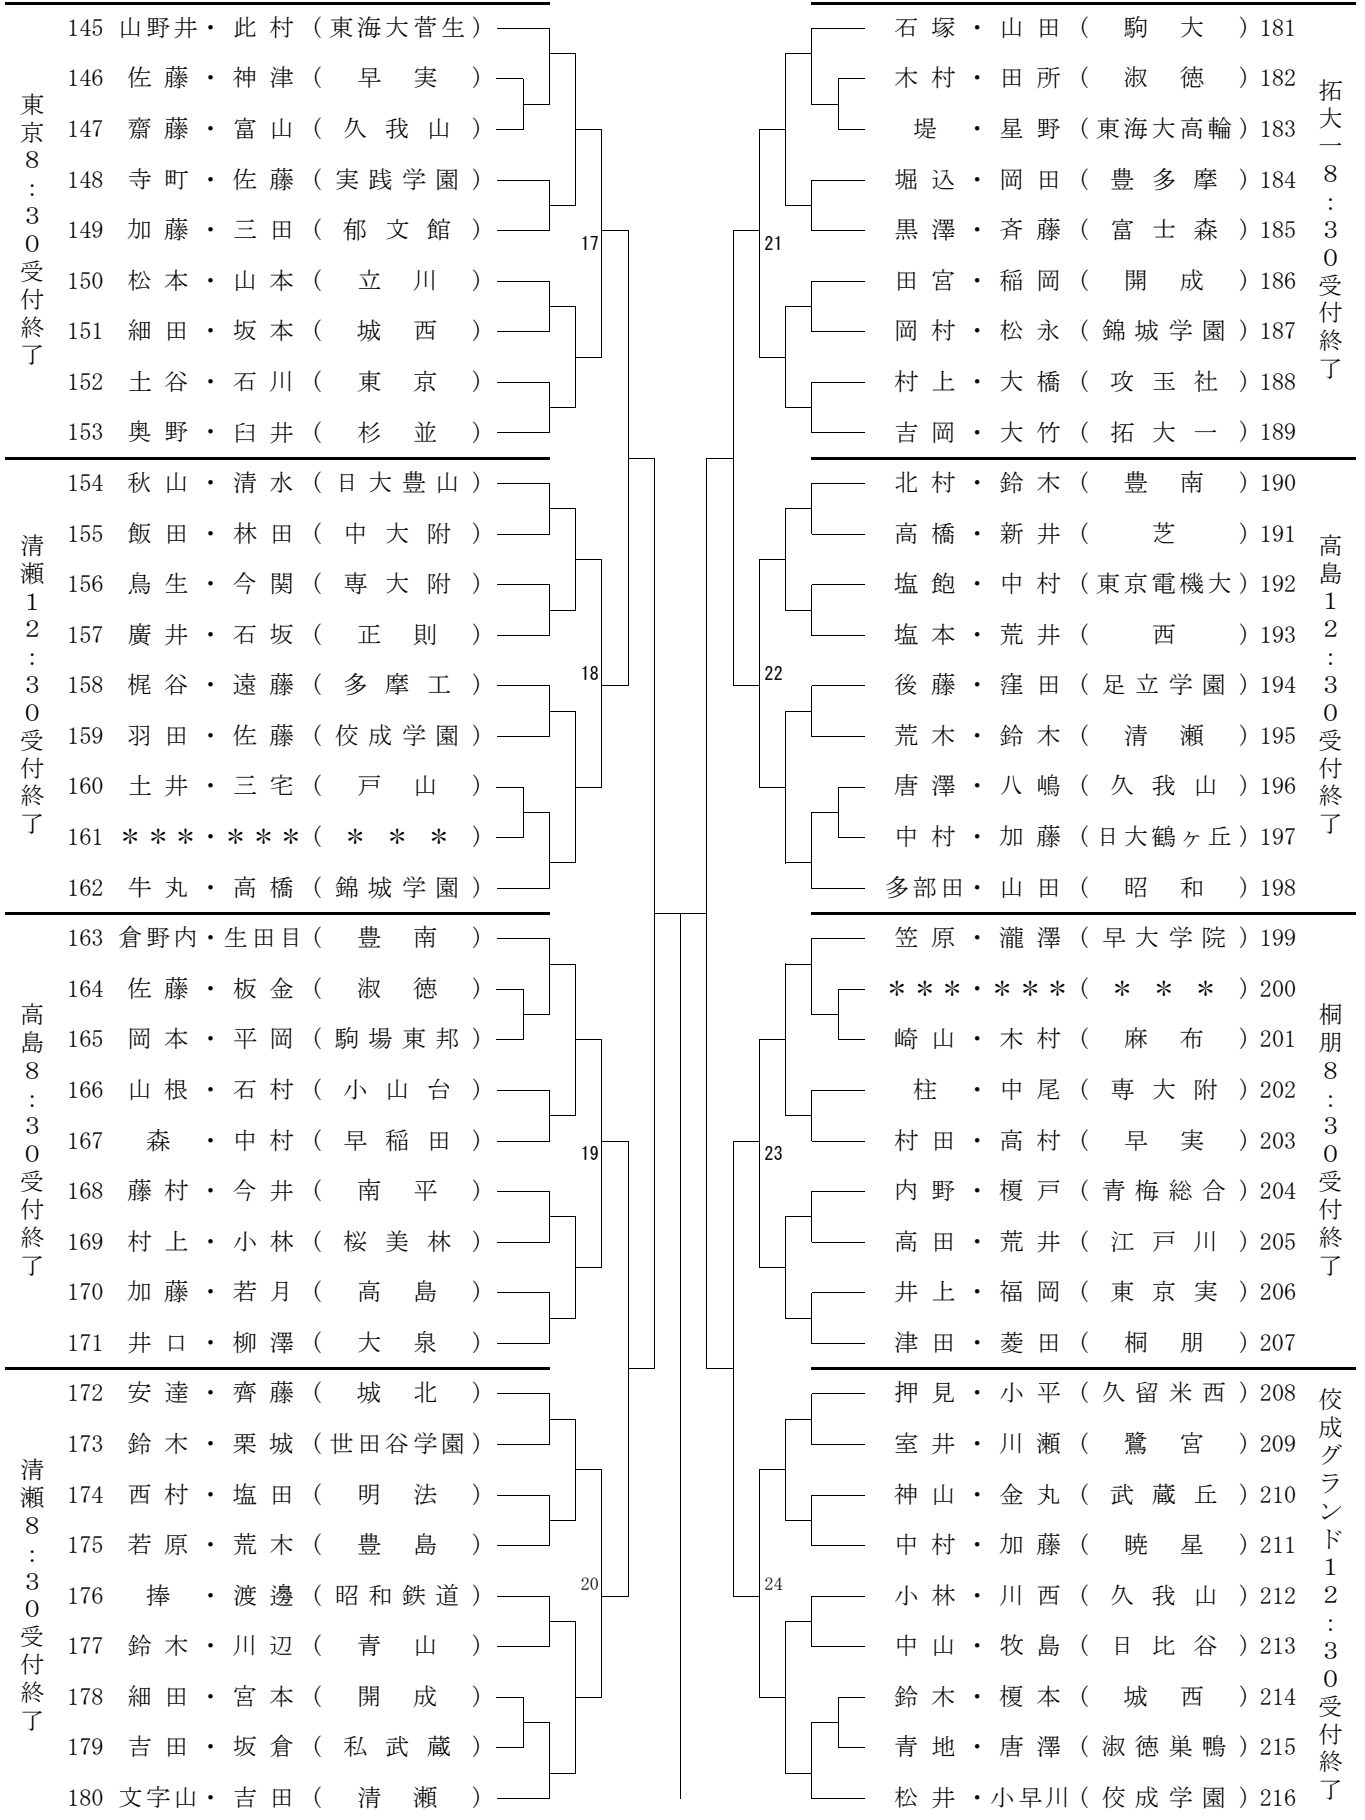 東京8:30受付終了
145 山野井・此村(東海大菅生)
146 佐藤・神津(早実)
147 齋藤・富山(久我山)
148 寺町・佐藤(実践学園)
149 加藤・三田(郁文館)
17
150 松本・山本(立川)
151 細田・坂本(城西)
152 土谷・石川(東京)
153 奥野・臼井(杉並)
清瀬12:30受付終了
154 秋山・清水(日大豊山)
155 飯田・林田(中大附)
156 鳥生・今関(専大附)
157 廣井・石坂(正則)
18
158 梶谷・遠藤(多摩工)
159 羽田・佐藤(佼成学園)
160 土井・三宅(戸山)
161 ***・***(***)
162 牛丸・高橋(錦城学園)
高島8:30受付終了
163 倉野内・生田目(豊南)
164 佐藤・板金(淑徳)
165 岡本・平岡(駒場東邦)
166 山根・石村(小山台)
167 森・中村(早稲田)
19
168 藤村・今井(南平)
169 村上・小林(桜美林)
170 加藤・若月(高島)
171 井口・柳澤(大泉)
清瀬8:30受付終了
172 安達・齊藤(城北)
173 鈴木・栗城(世田谷学園)
174 西村・塩田(明法)
175 若原・荒木(豊島)
20
176 捧・渡邊(昭和鉄道)
177 鈴木・川辺(青山)
178 細田・宮本(開成)
179 吉田・坂倉(私武蔵)
180 文字山・吉田(清瀬)
石塚・山田(駒大)181
木村・田所(淑徳)182
堤・星野(東海大高輪)183
堀込・岡田(豊多摩)184
黒澤・斉藤(富士森)185
21
田宮・稲岡(開成)186
岡村・松永(錦城学園)187
村上・大橋(攻玉社)188
吉岡・大竹(拓大一)189
拓大一8:30受付終了
北村・鈴木(豊南)190
高橋・新井(芝)191
塩飽・中村(東京電機大)192
塩本・荒井(西)193
22
後藤・窪田(足立学園)194
荒木・鈴木(清瀬)195
唐澤・八嶋(久我山)196
中村・加藤(日大鶴ヶ丘)197
多部田・山田(昭和)198
高島12:30受付終了
笠原・瀧澤(早大学院)199
***・***(***)200
崎山・木村(麻布)201
柱・中尾(専大附)202
村田・高村(早実)203
23
内野・榎戸(青梅総合)204
高田・荒井(江戸川)205
井上・福岡(東京実)206
津田・菱田(桐朋)207
桐朋8:30受付終了
押見・小平(久留米西)208
室井・川瀬(鷺宮)209
神山・金丸(武蔵丘)210
中村・加藤(暁星)211
24
小林・川西(久我山)212
中山・牧島(日比谷)213
鈴木・榎本(城西)214
青地・唐澤(淑徳巣鴨)215
松井・小早川(佼成学園)216
佼成グランド12:30受付終了